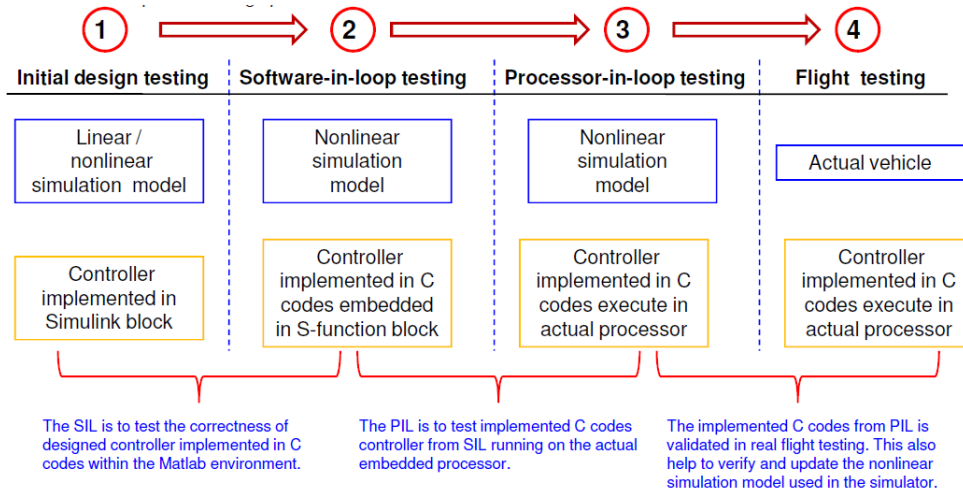 1
2
3
4
Initial design testing
Software-in-loop testing
Processor-in-loop testing
Flight testing
Linear /
nonlinear
simulation model
Nonlinear
simulation
model
Nonlinear
simulation
model
Actual vehicle
Controller
implemented in
Simulink block
Controller
implemented in C
codes embedded
in S-function block
Controller
implemented in C
codes execute in
actual processor
Controller
implemented in C
codes execute in
actual processor
The SIL is to test the correctness of
designed controller implemented in C
codes within the Matlab environment.
The PIL is to test implemented C codes
controller from SIL running on the actual
embedded processor.
The implemented C codes from PIL is
validated in real flight testing. This also
help to verify and update the nonlinear
simulation model used in the simulator.